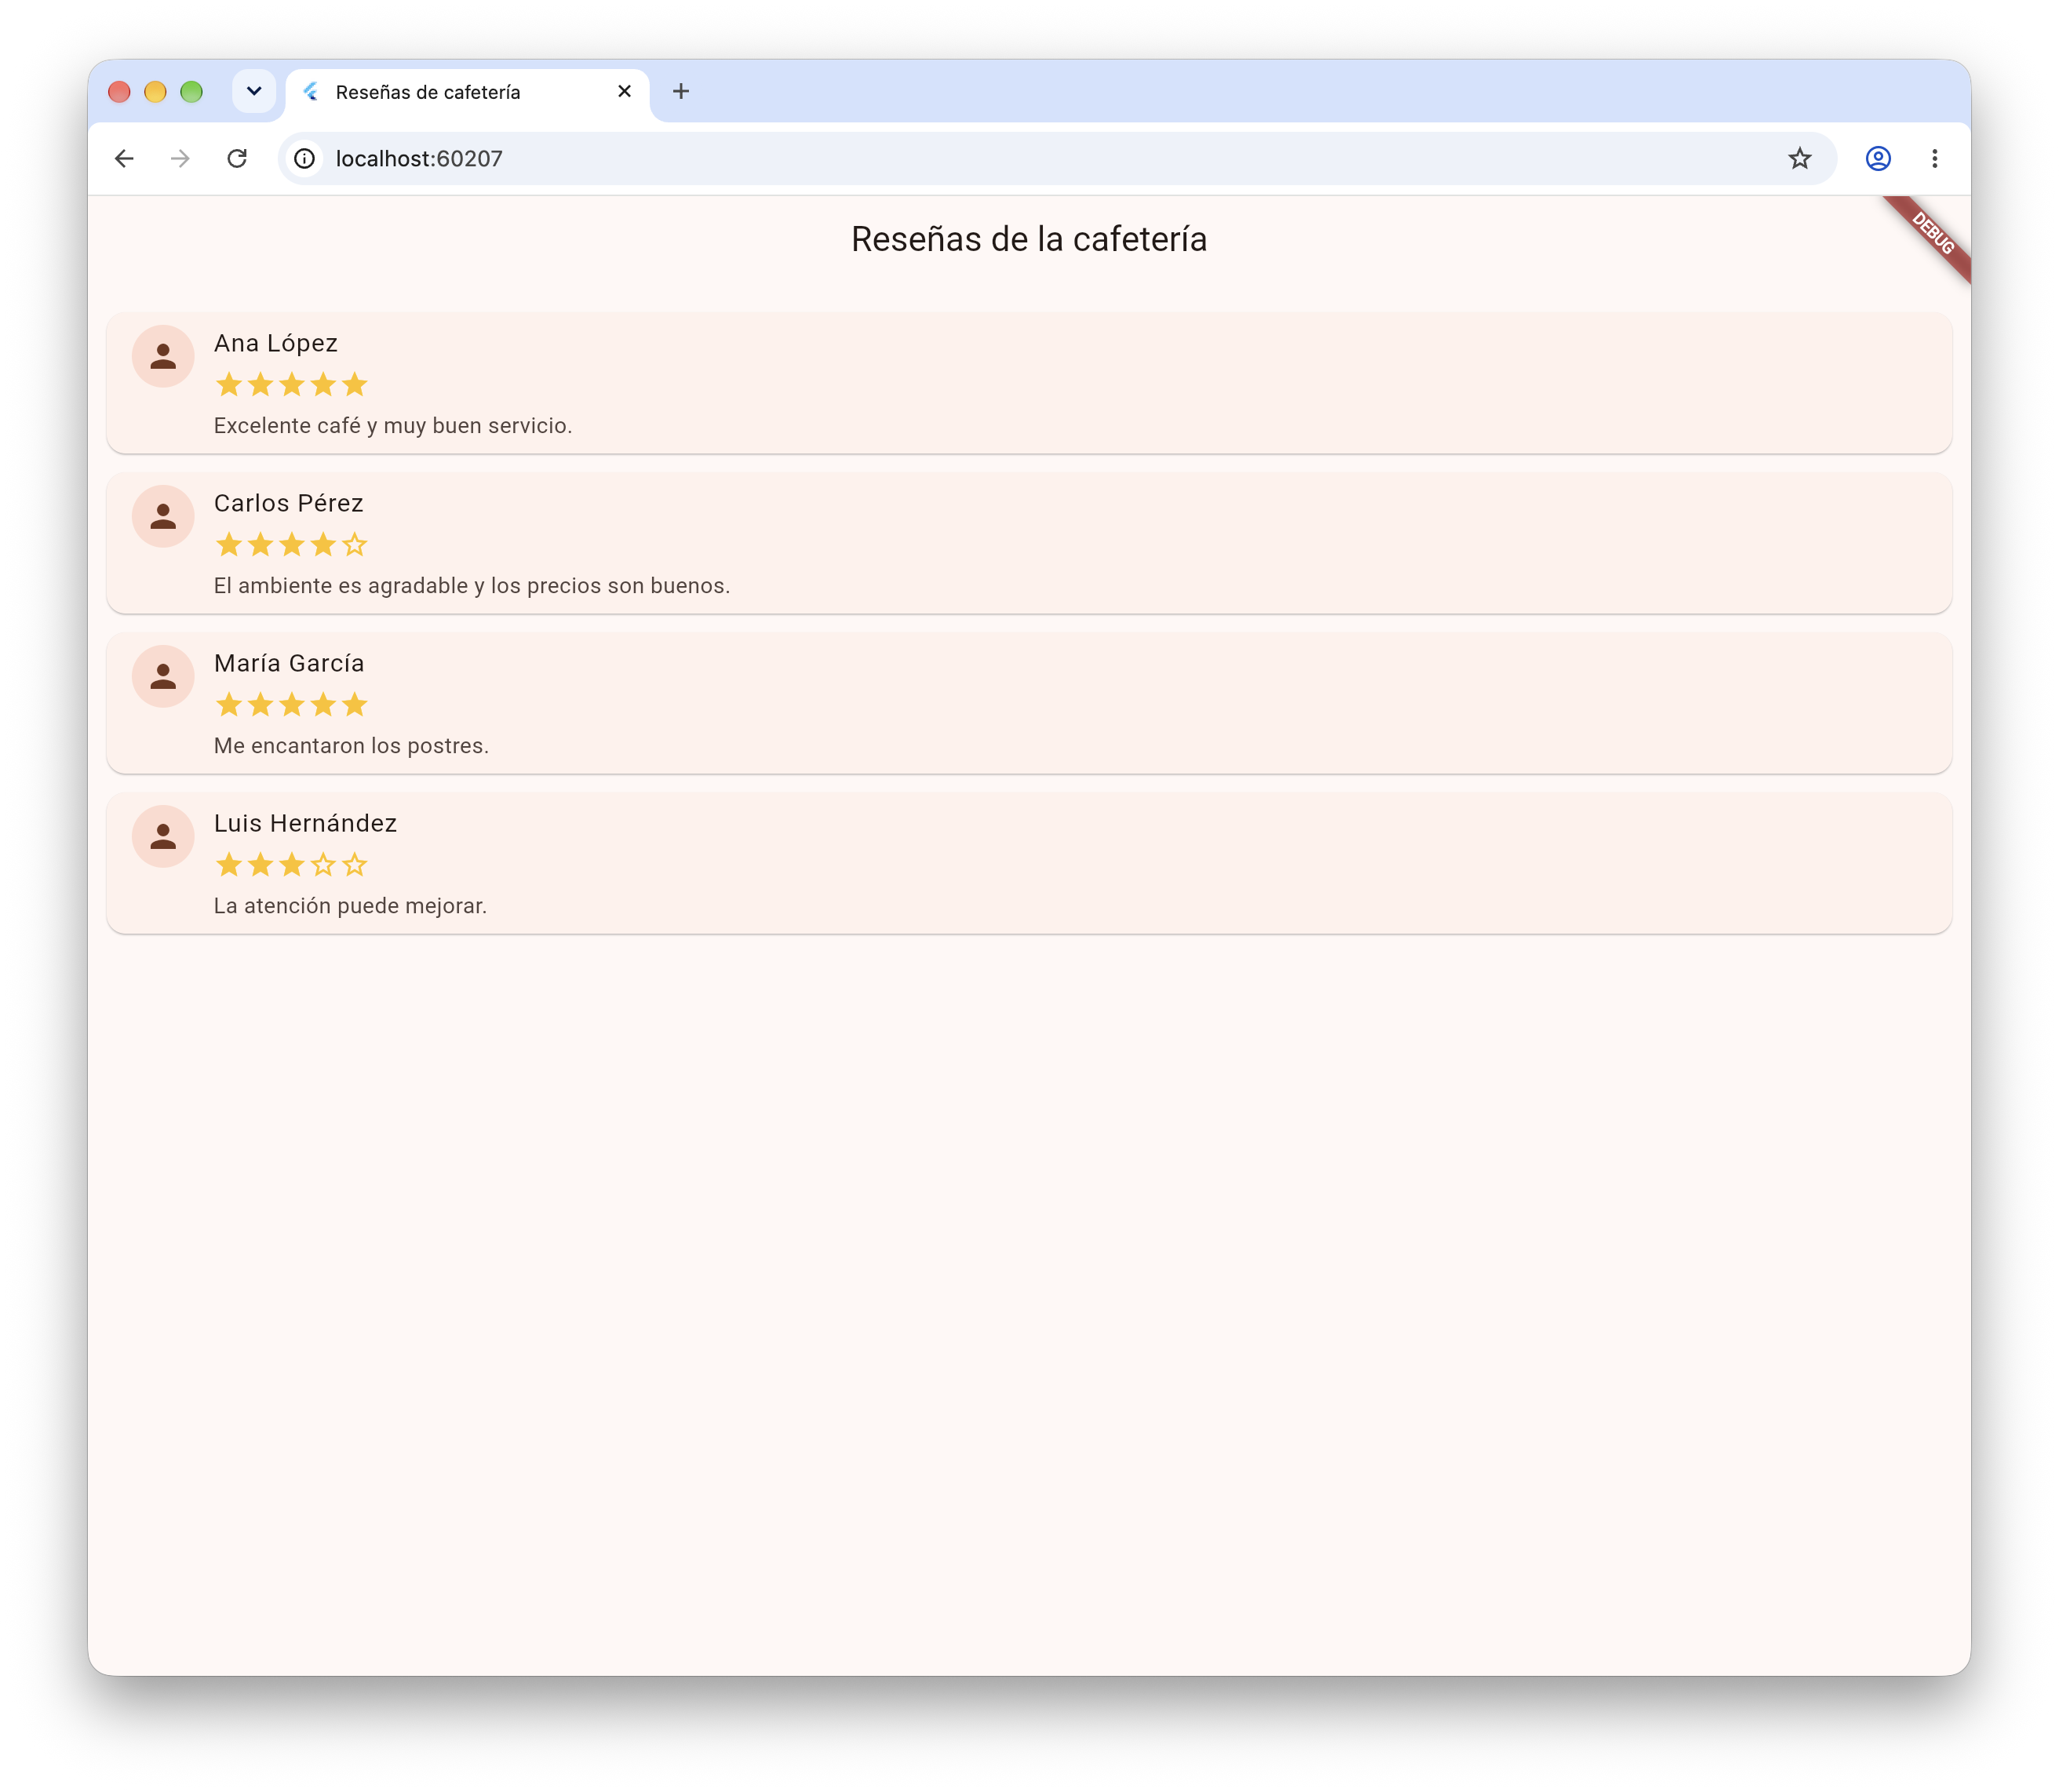 Reseñas de cafetería
localhost:60207
DEBUG
Reseñas de la cafetería
Ana López
Excelente café y muy buen servicio.
Carlos Pérez
El ambiente es agradable y los precios son buenos.
María García
Me encantaron los postres.
Luis Hernández
La atención puede mejorar.